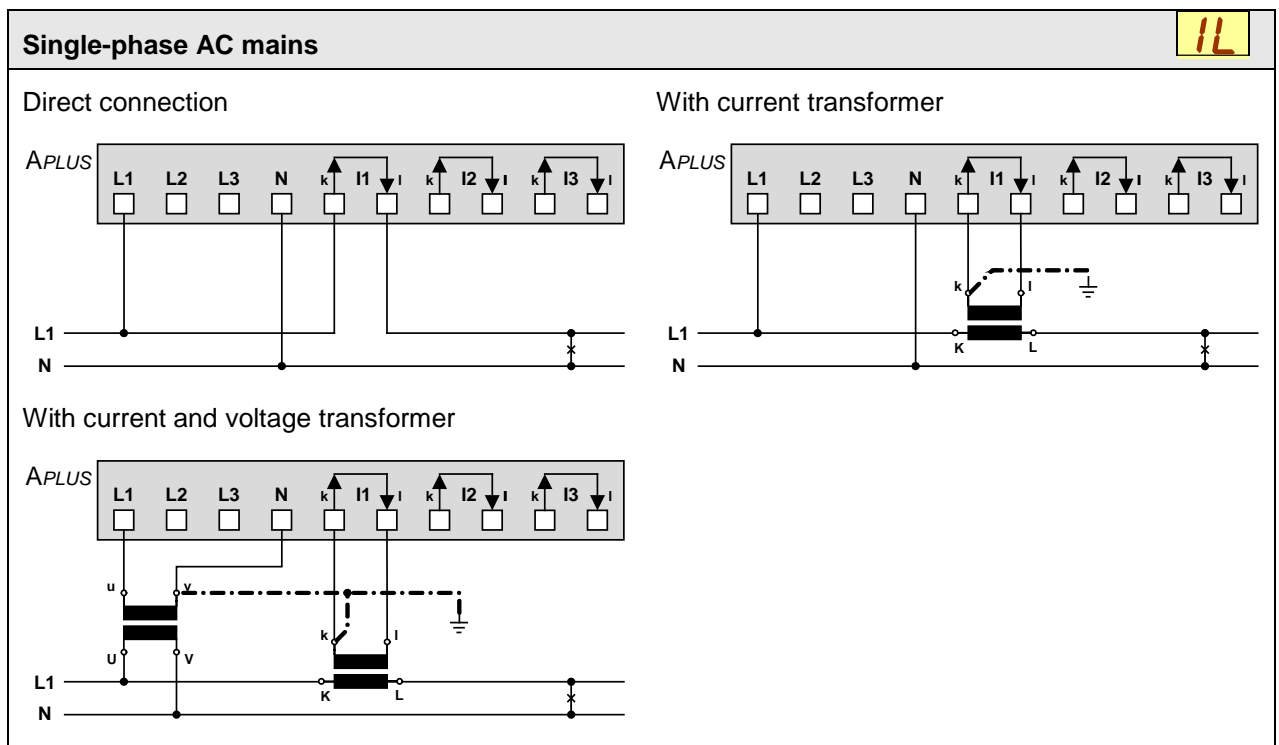 Single-phase AC mains 1L
Direct connection
APLUS
L1 L2 L3 N k I1 l k I2 l k I3 l
L1
N
With current transformer
APLUS
L1 L2 L3 N k I1 l k I2 l k I3 l
k l
L1
K L
N
With current and voltage transformer
APLUS
L1 L2 L3 N k I1 l k I2 l k I3 l
u v
k l
U V
L1
K L
N